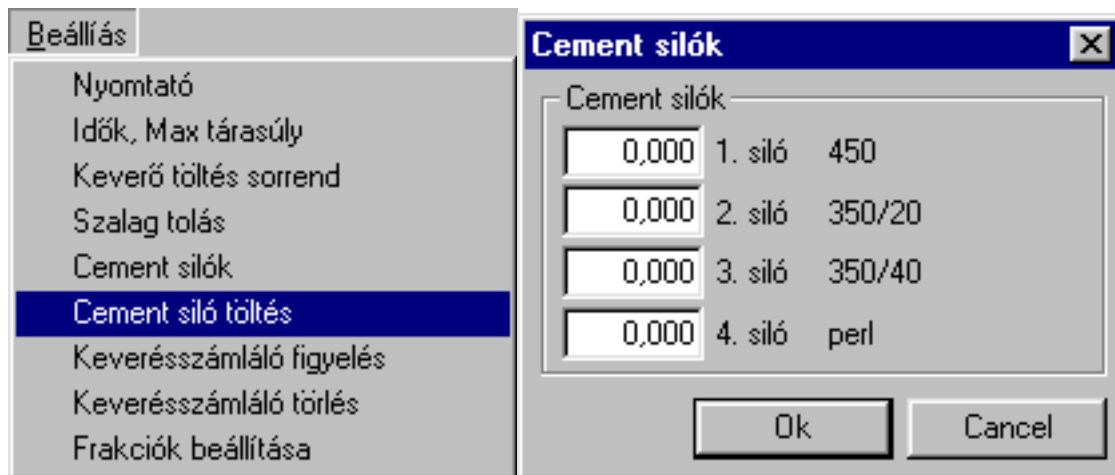 Beállíás
Nyomtató
Idők, Max tárasúly
Keverő töltés sorrend
Szalag tolás
Cement silók
Cement siló töltés
Keverésszámláló figyelés
Keverésszámláló törlés
Frakciók beállítása
Cement silók
Cement silók
0,000 1. siló 450
0,000 2. siló 350/20
0,000 3. siló 350/40
0,000 4. siló perl
Ok Cancel